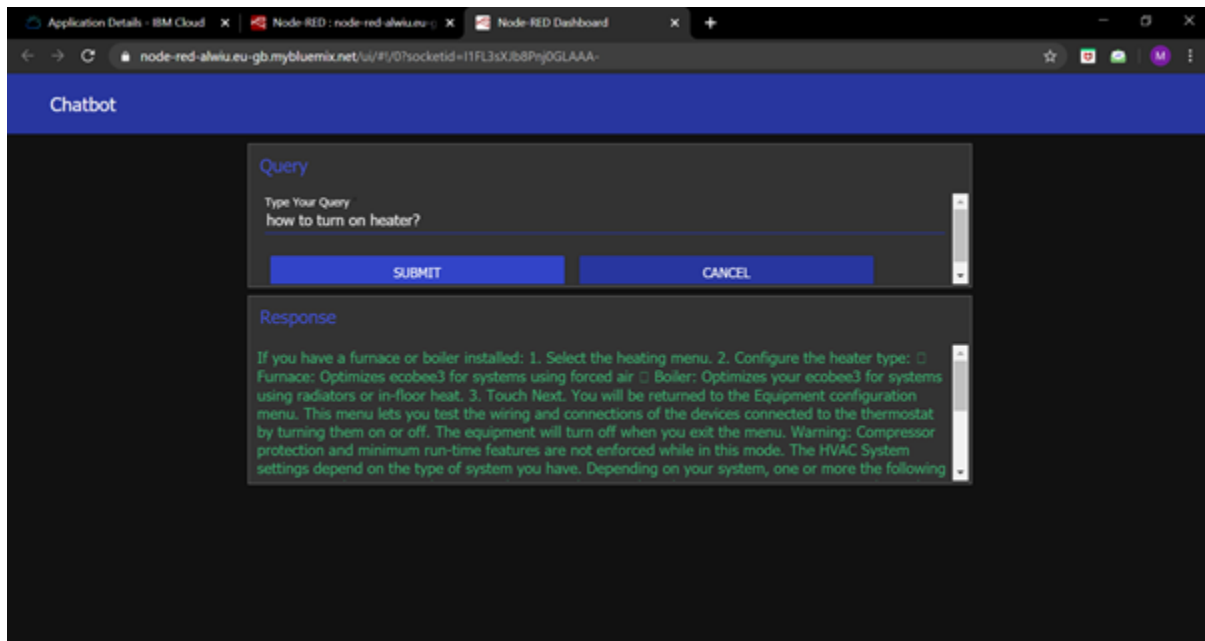 Application Details - IBM Cloud
Node-RED : node-red-alwiu.eu-g
Node-RED Dashboard
node-red-alwiu.eu-gb.mybluemix.net/ui/#!/0?socketid=
M
Chatbot
Query
Type Your Query
how to turn on heater?
SUBMIT
CANCEL
Response
If you have a furnace or boiler installed: 1. Select the heating menu. 2. Configure the heater type: 
Furnace: Optimizes ecobee3 for systems using forced air  Boiler: Optimizes your ecobee3 for systems
using radiators or in-floor heat. 3. Touch Next. You will be returned to the Equipment configuration
menu. This menu lets you test the wiring and connections of the devices connected to the thermostat
by turning them on or off. The equipment will turn off when you exit the menu. Warning: Compressor
protection and minimum run-time features are not enforced while in this mode. The HVAC System
settings depend on the type of system you have. Depending on your system, one or more the following